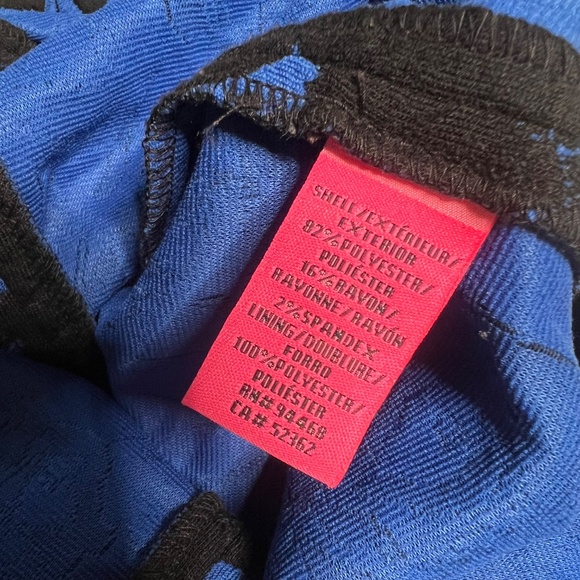 SHELL/EXTÉRIEUR/
EXTERIOR
82%POLYESTER/
POLIÉSTER
16%RAYON/
RAYONNE/RAYÓN
2%SPANDEX
LINING/DOUBLURE/
FORRO
100%POLYESTER/
POLIÉSTER
RN# 94468
CA# 52362